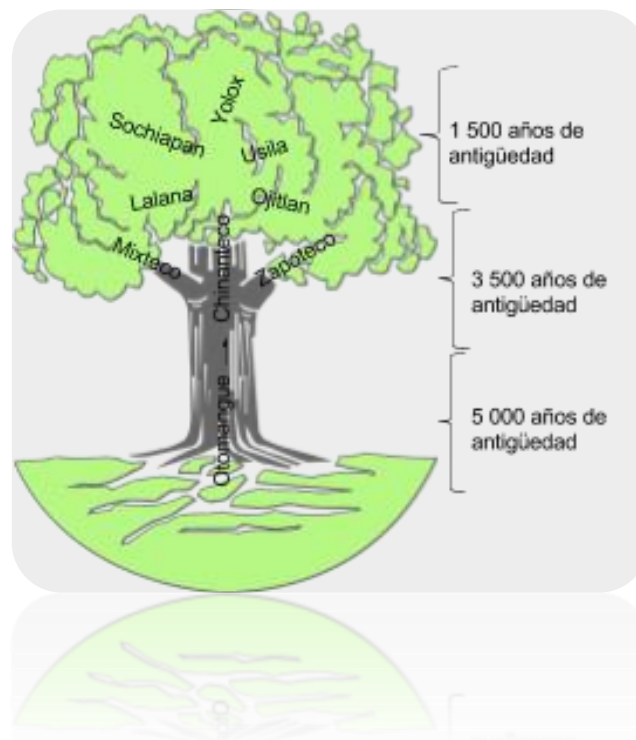 Yolox
Sochiapan
Usila
Lalana
Ojitlan
Mixteco
Chinanteco
Zapoteco
Otomangue
1 500 años de
antigüedad
3 500 años de
antigüedad
5 000 años de
antigüedad